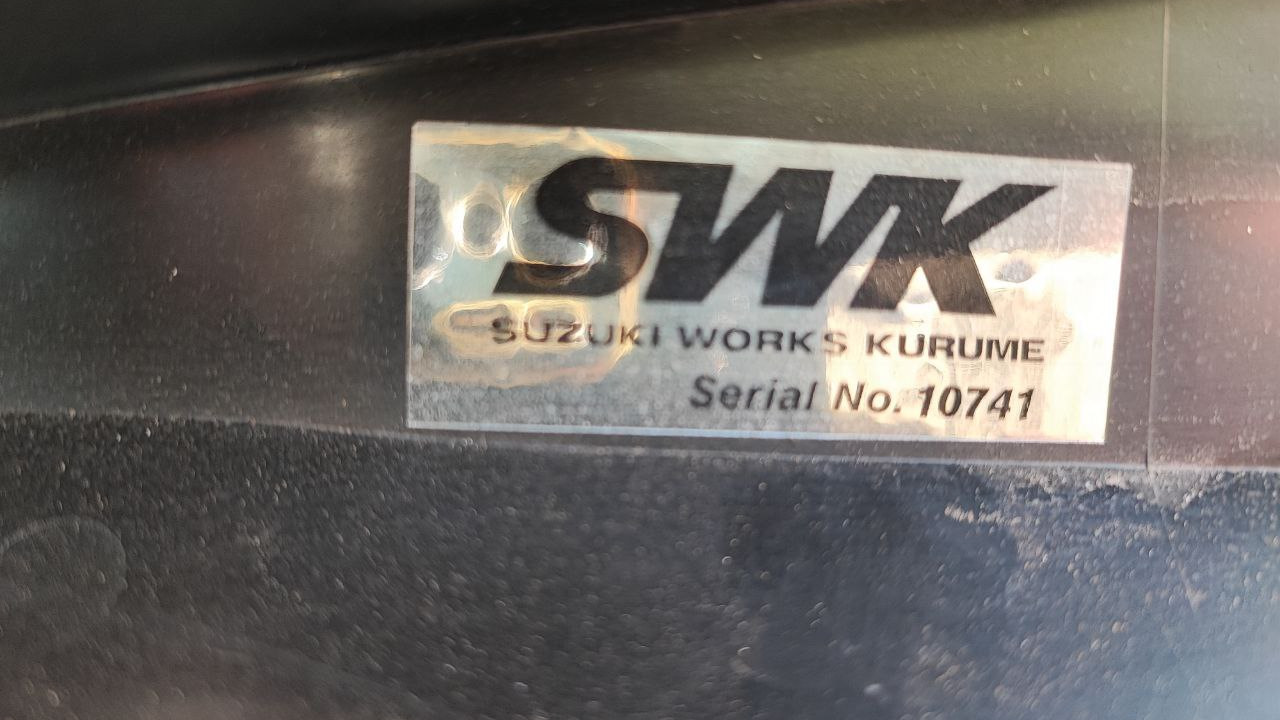 SWK
SUZUKI WORKS KURUME
Serial No. 10741